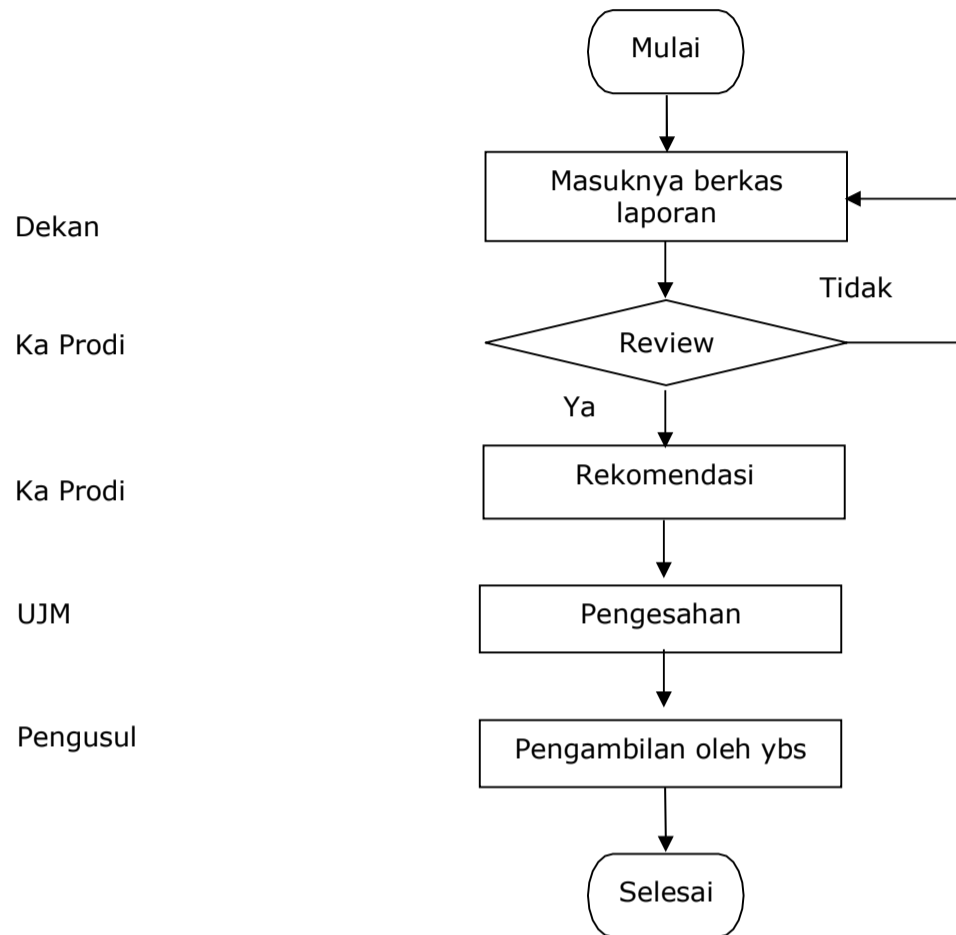 Mulai
Masuknya berkas
laporan
Dekan
Tidak
Ka Prodi
Review
Ya
Ka Prodi
Rekomendasi
UJM
Pengesahan
Pengusul
Pengambilan oleh ybs
Selesai